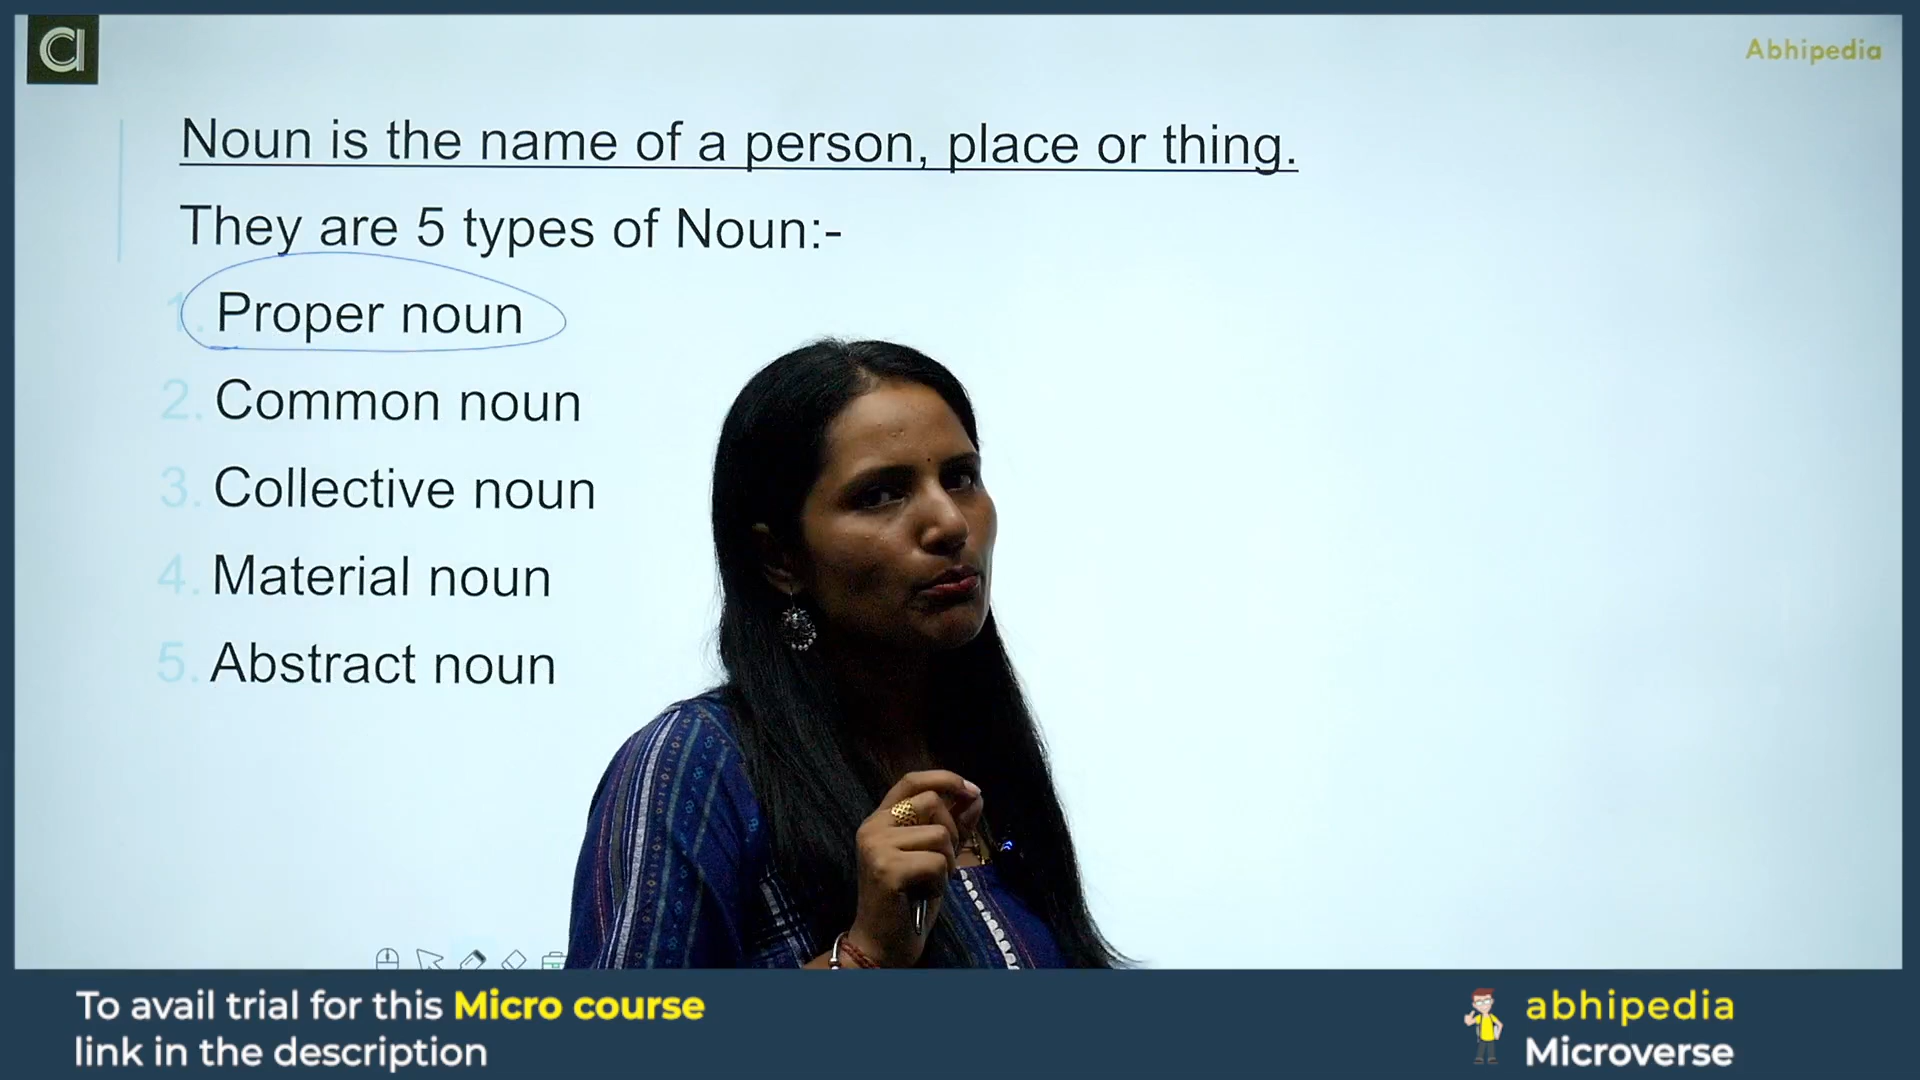 a
Abhipedia
Noun is the name of a person, place or thing.
They are 5 types of Noun:-
1. Proper noun
2. Common noun
3. Collective noun
4. Material noun
5. Abstract noun
To avail trial for this Micro course
link in the description
abhipedia
Microverse